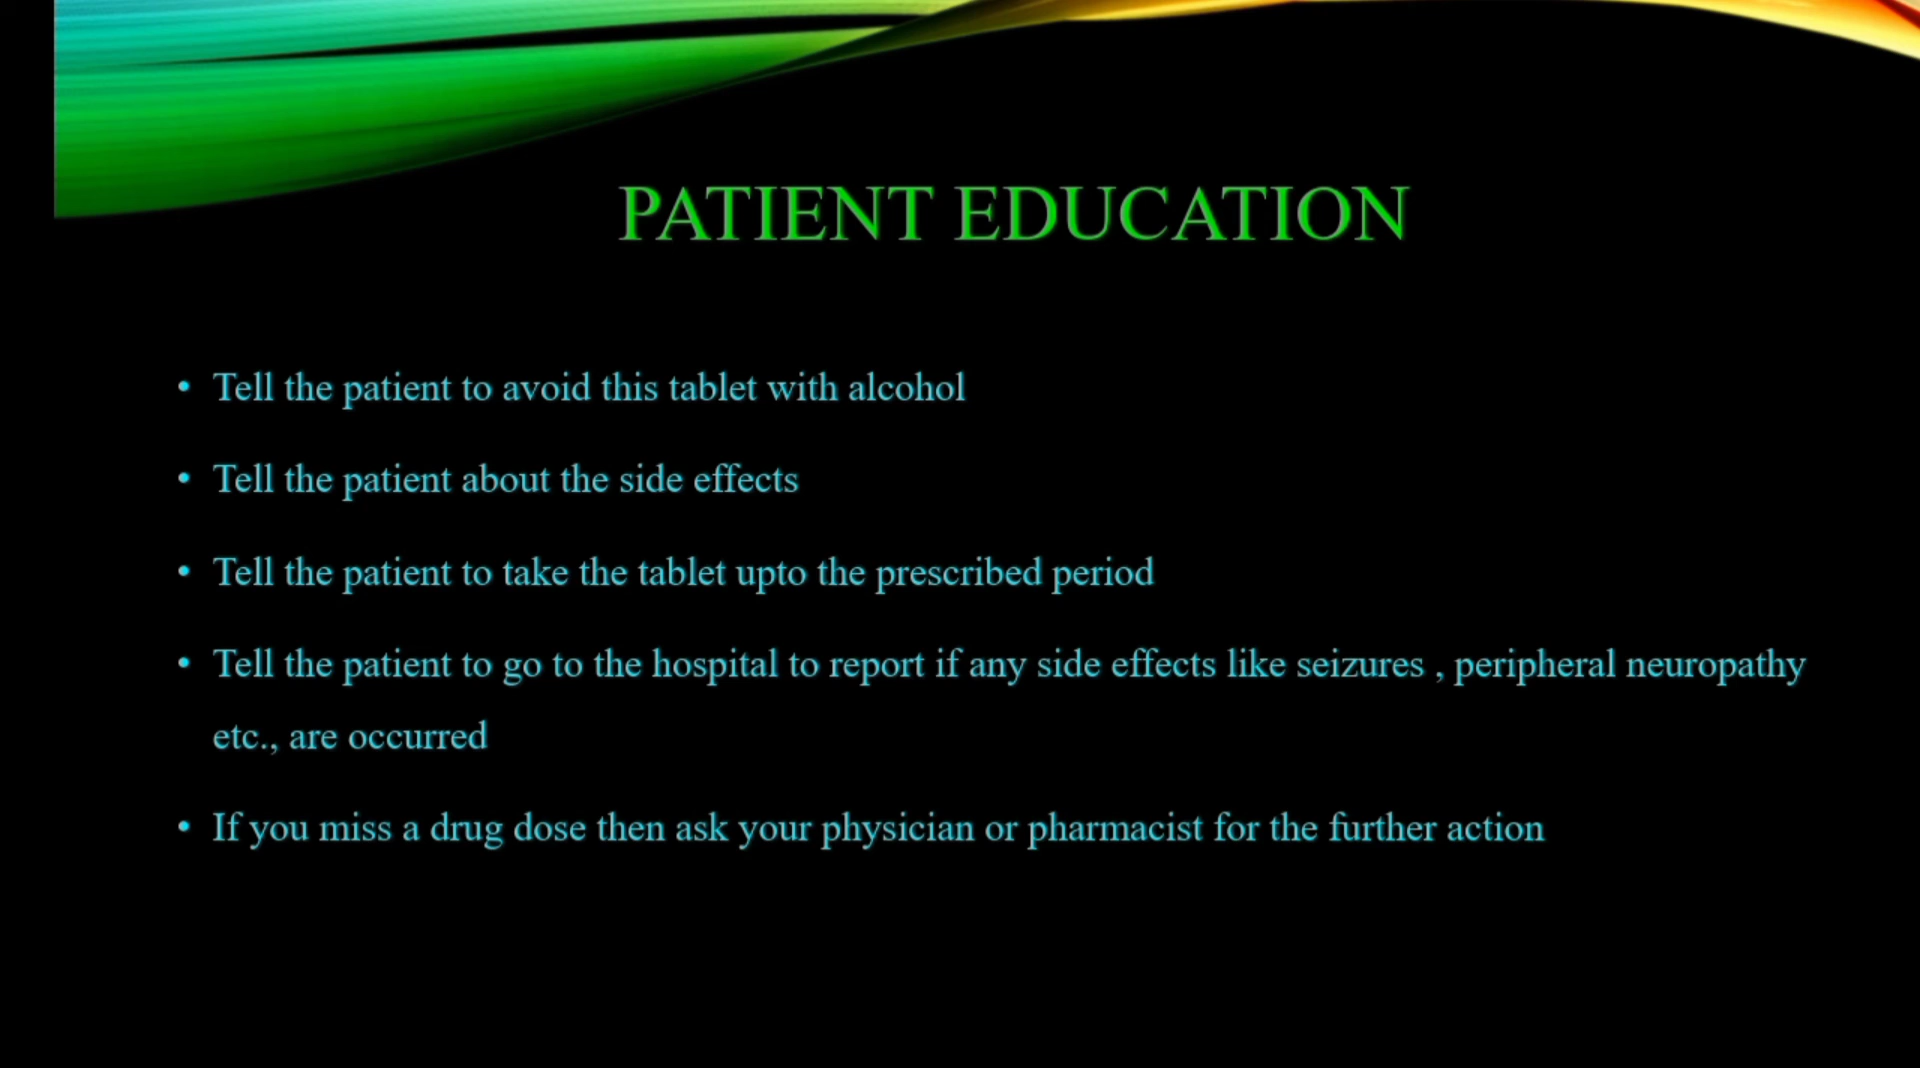 PATIENT EDUCATION
• Tell the patient to avoid this tablet with alcohol
• Tell the patient about the side effects
• Tell the patient to take the tablet upto the prescribed period
• Tell the patient to go to the hospital to report if any side effects like seizures , peripheral neuropathy
etc., are occurred
• If you miss a drug dose then ask your physician or pharmacist for the further action